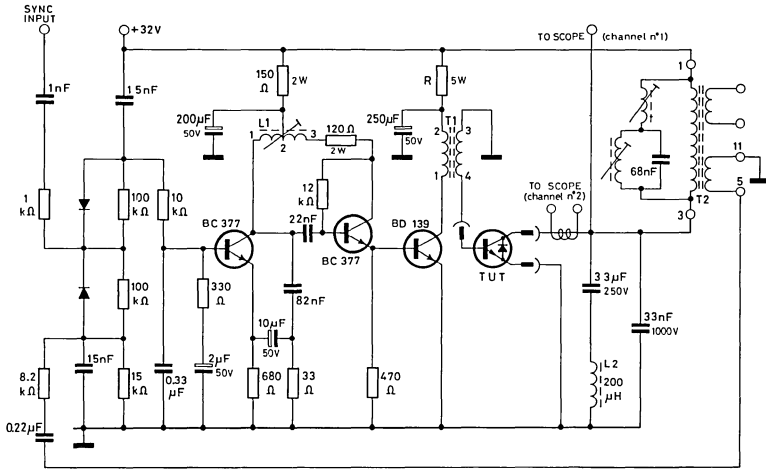 SYNC
INPUT
+32V
TO SCOPE (channel n°1)
1nF
1.5nF
150
Ω
2W
R
5W
200µF
50V
L1
1
2
3
120Ω
2W
250µF
50V
T1
2
3
1
4
1
t
68nF
11
5
T2
3
1
kΩ
100
kΩ
10
kΩ
12
kΩ
BC 377
22nF
BC 377
BD 139
TO SCOPE
(channel n°2)
TUT
100
kΩ
330
Ω
82nF
10µF
50V
3.3µF
250V
33nF
1000V
8.2
kΩ
15nF
15
kΩ
0.33
µF
2µF
50V
680
Ω
33
Ω
470
Ω
L2
200
µH
0.22µF